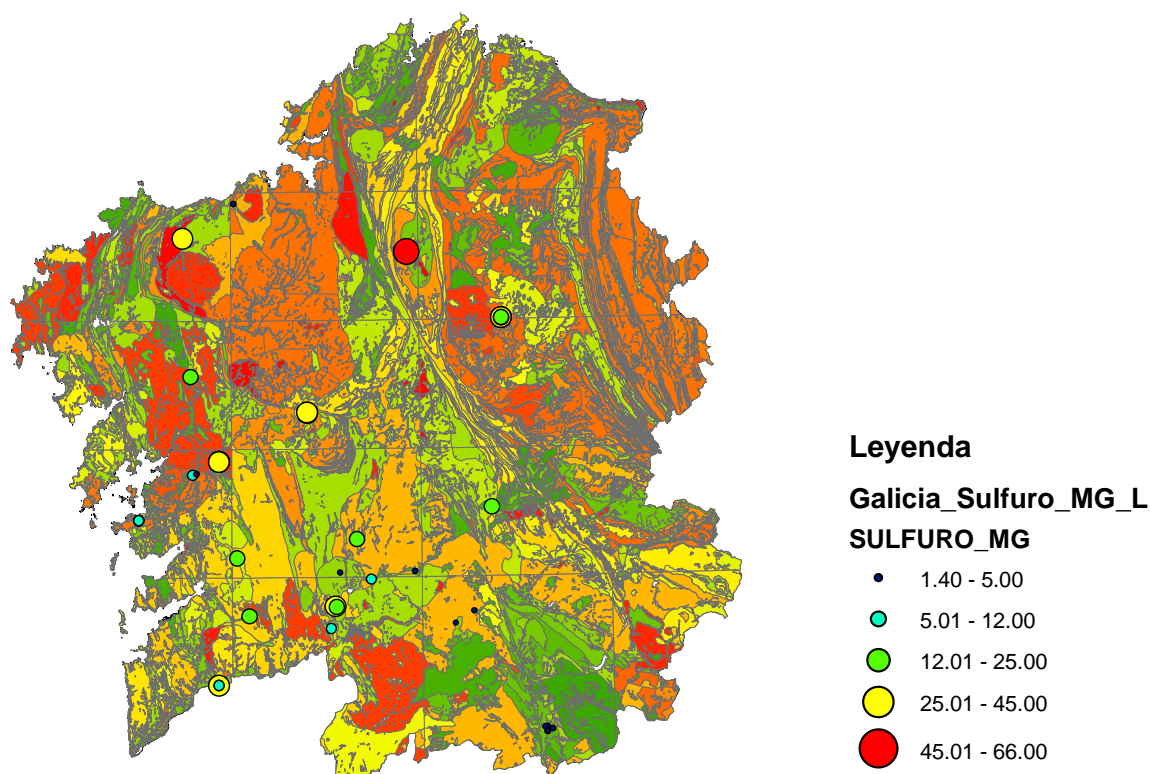 Leyenda
Galicia_Sulfuro_MG_L
SULFURO_MG
1.40 - 5.00
5.01 - 12.00
12.01 - 25.00
25.01 - 45.00
45.01 - 66.00